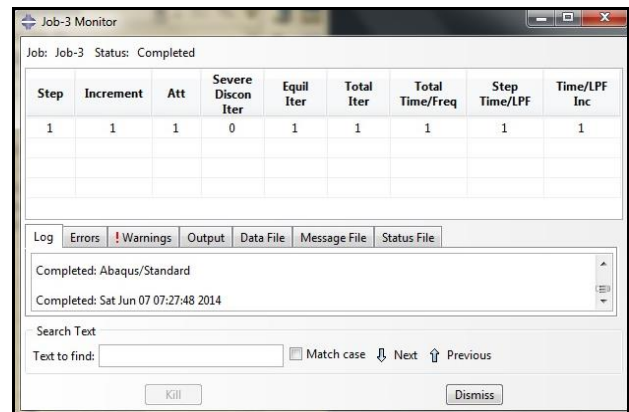 Job-3 Monitor
Job: Job-3 Status: Completed
Step Increment Att Severe Discon Iter Equil Iter Total Iter Total Time/Freq Step Time/LPF Time/LPF Inc
1 1 1 0 1 1 1 1 1
Log Errors ! Warnings Output Data File Message File Status File
Completed: Abaqus/Standard
Completed: Sat Jun 07 07:27:48 2014
Search Text
Text to find: Match case Next Previous
Kill Dismiss